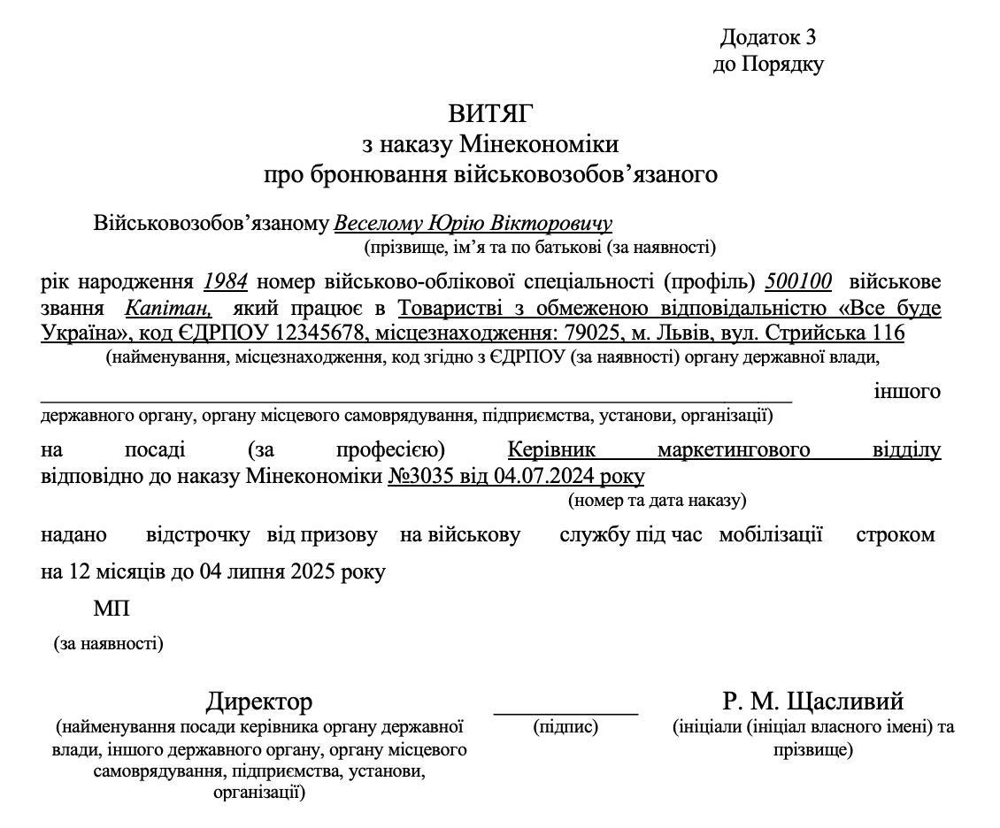 Додаток 3
до Порядку
ВИТЯГ
з наказу Мінекономіки
про бронювання військовозобов’язаного
Військовозобов’язаному Веселому Юрію Вікторовичу
(прізвище, ім’я та по батькові (за наявності)
рік народження 1984 номер військово-облікової спеціальності (профіль) 500100 військове
звання Капітан, який працює в Товаристві з обмеженою відповідальністю «Все буде
Україна», код ЄДРПОУ 12345678, місцезнаходження: 79025, м. Львів, вул. Стрийська 116
(найменування, місцезнаходження, код згідно з ЄДРПОУ (за наявності) органу державної влади,
____________________ іншого
державного органу, органу місцевого самоврядування, підприємства, установи, організації)
на посаді (за професією) Керівник маркетингового відділу
відповідно до наказу Мінекономіки №3035 від 04.07.2024 року
(номер та дата наказу)
надано відстрочку від призову на військову службу під час мобілізації строком
на 12 місяців до 04 липня 2025 року
МП
(за наявності)
Директор ____________ Р. М. Щасливий
(найменування посади керівника органу державної (підпис) (ініціали (ініціал власного імені) та
влади, іншого державного органу, органу місцевого прізвище)
самоврядування, підприємства, установи,
організації)